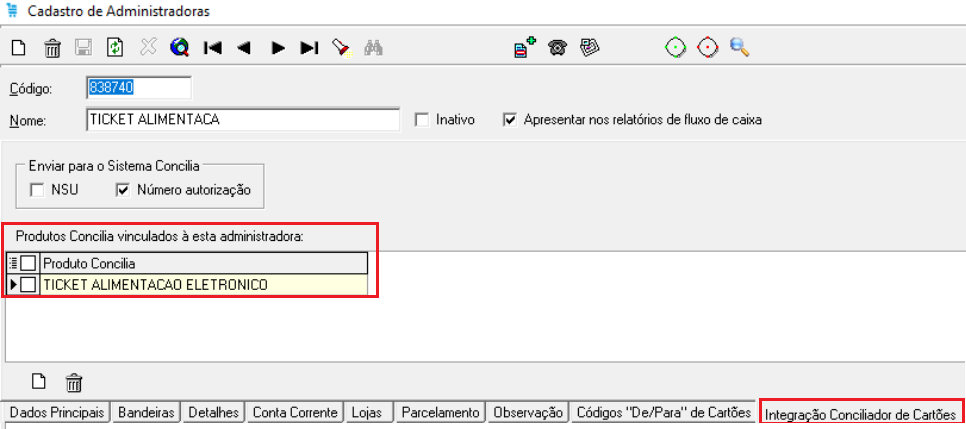 Cadastro de Administradoras
Código: 838740
Nome: TICKET ALIMENTACA Inativo Apresentar nos relatórios de fluxo de caixa
Enviar para o Sistema Concilia
NSU Número autorização
Produtos Concilia vinculados à esta administradora:
Produto Concilia
TICKET ALIMENTACAO ELETRONICO
Dados Principais Bandeiras Detalhes Conta Corrente Lojas Parcelamento Observação Códigos "De/Para" de Cartões Integração Conciliador de Cartões